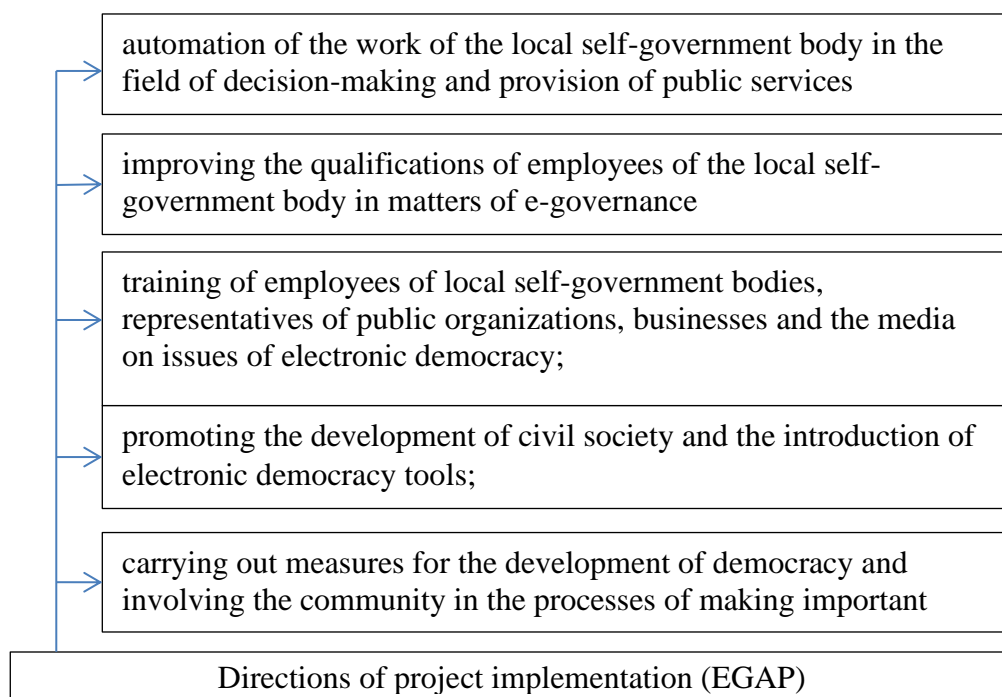 automation of the work of the local self-government body in the
field of decision-making and provision of public services
improving the qualifications of employees of the local self-
government body in matters of e-governance
training of employees of local self-government bodies,
representatives of public organizations, businesses and the media
on issues of electronic democracy;
promoting the development of civil society and the introduction of
electronic democracy tools;
carrying out measures for the development of democracy and
involving the community in the processes of making important
Directions of project implementation (EGAP)